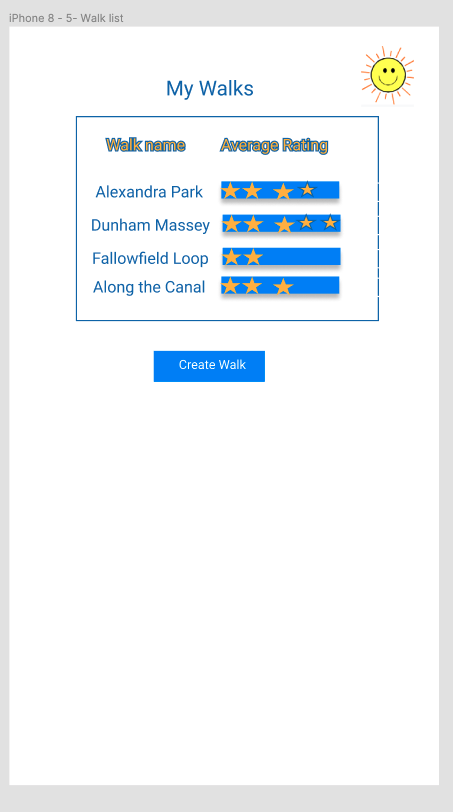 iPhone 8 - 5- Walk list
My Walks
Walk name Average Rating
Alexandra Park
Dunham Massey
Fallowfield Loop
Along the Canal
Create Walk